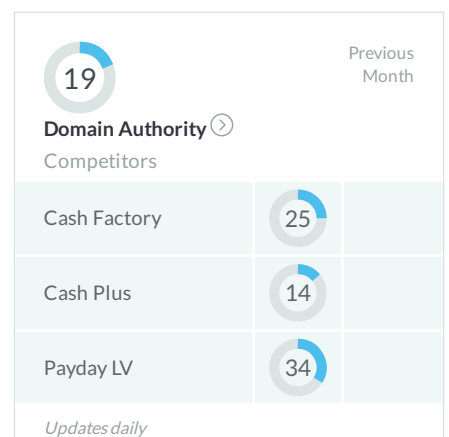 19
Previous
Month
Domain Authority
Competitors
Cash Factory 25
Cash Plus 14
Payday LV 34
Updates daily